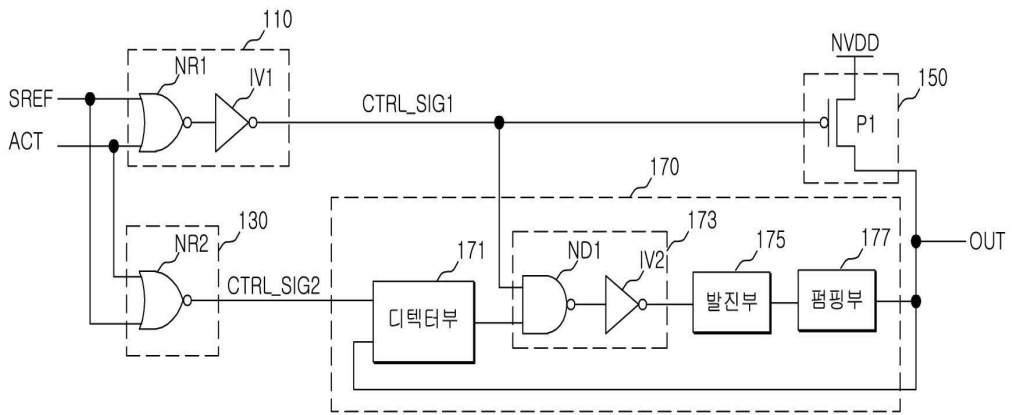 110
NVDD
NR1
IV1
150
SREF
CTRL_SIG1
P1
ACT
170
130
173
NR2
171
ND1
175
177
IV2
OUT
CTRL_SIG2
디텍터부
발진부
펌핑부